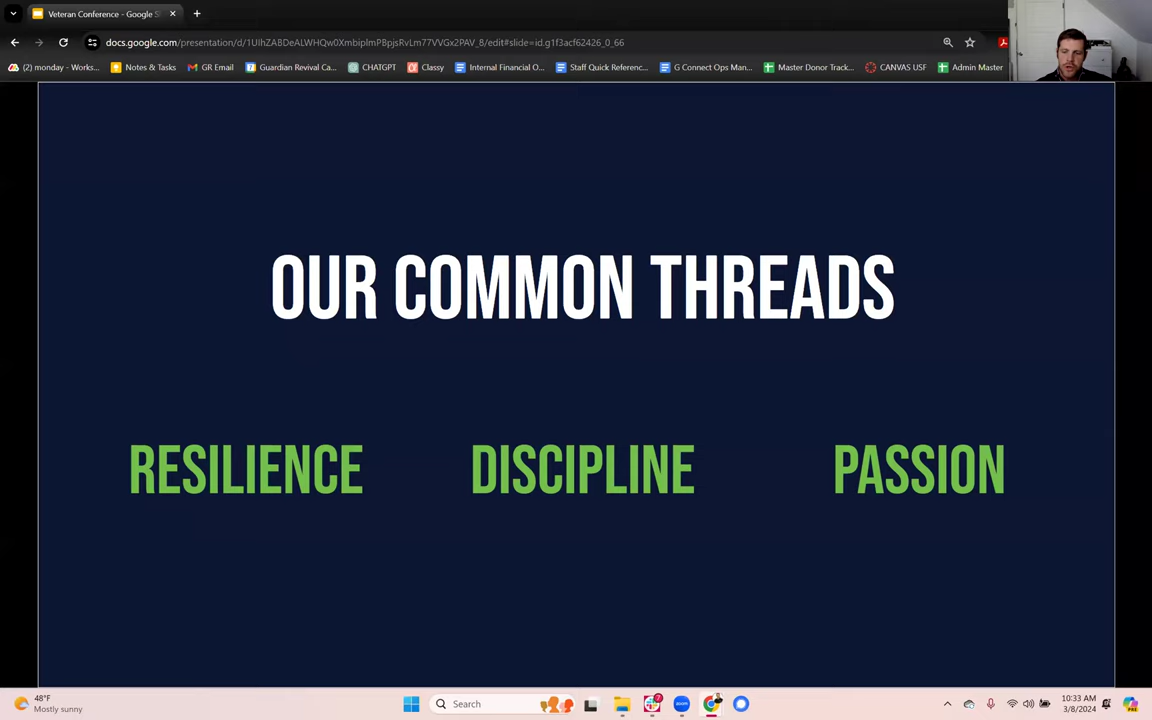 Veteran Conference - Google S
docs.google.com/presentation/d/1UIhZABDeALWHQw0XmbiplmPBpjsRvLm77VVGx2PAV_8/edit#slide=id.g1f3acf62426_0_66
(2) monday - Works...
Notes & Tasks
GR Email
Guardian Revival Ca...
CHATGPT
Classy
Internal Financial O...
Staff Quick Referenc...
G Connect Ops Man...
Master Donor Track...
CANVAS USF
Admin Master
OUR COMMON THREADS
RESILIENCE
DISCIPLINE
PASSION
48°F
Mostly sunny
Search
10:33 AM
3/8/2024